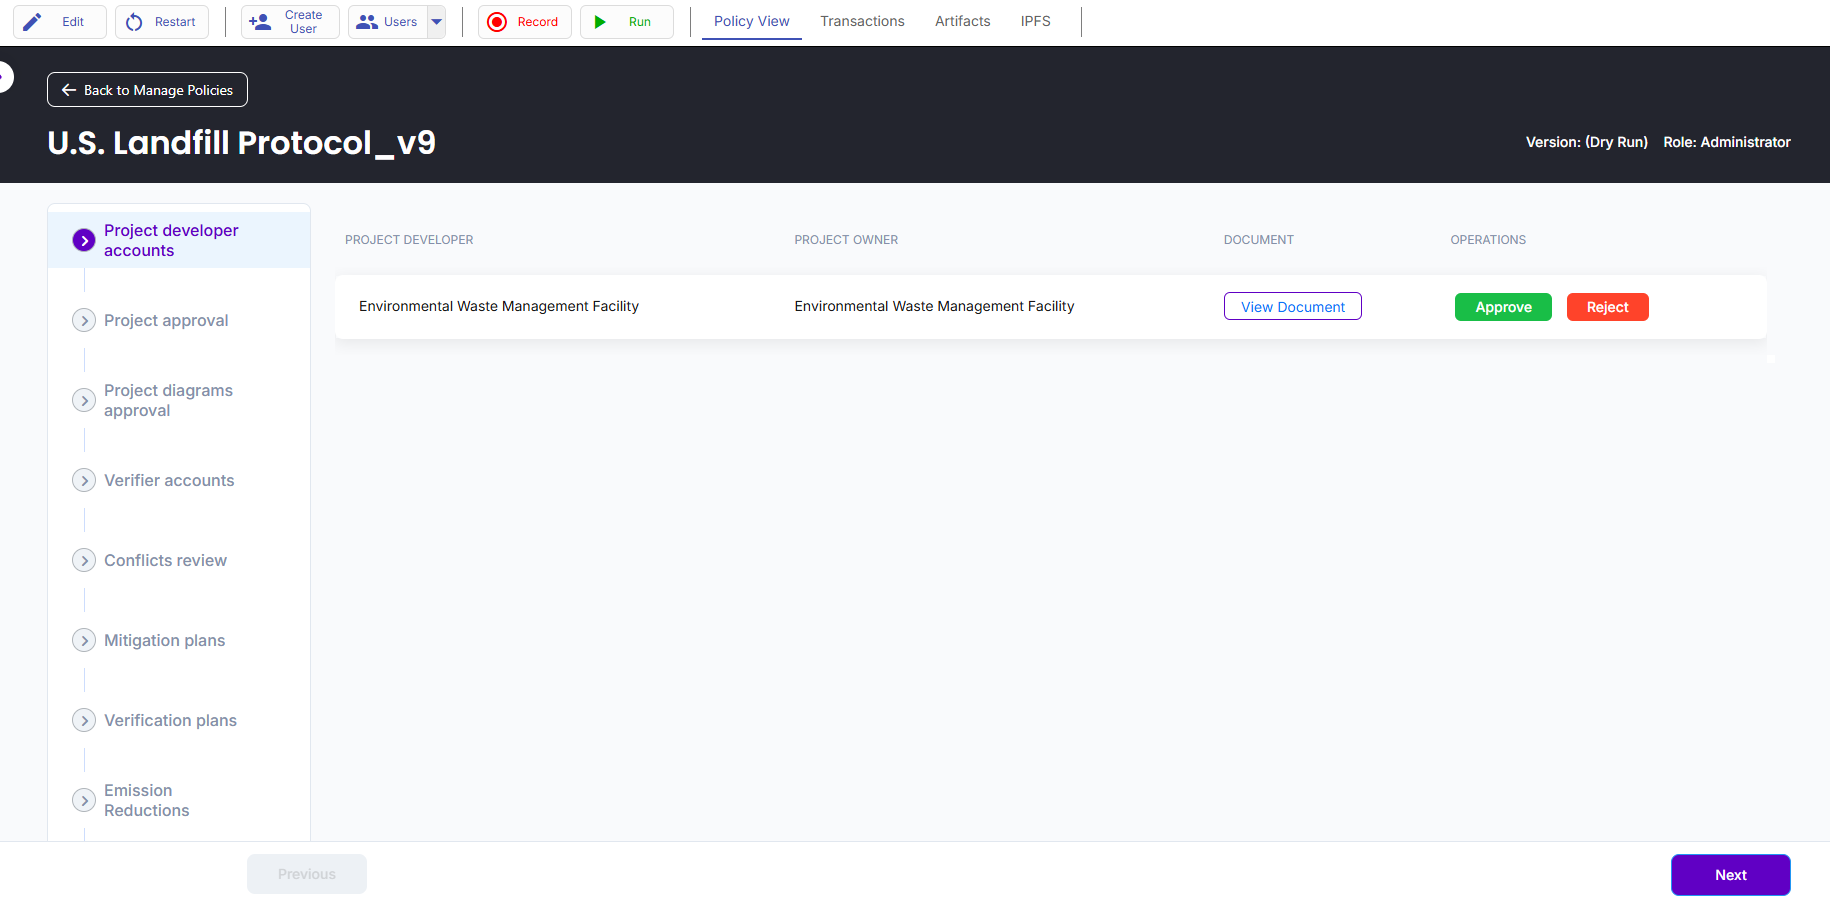 Edit
Restart
Create
User
Users
Record
Run
Policy View
Transactions
Artifacts
IPFS
Back to Manage Policies
U.S. Landfill Protocol_v9
Version: (Dry Run)
Role: Administrator
Project developer
accounts
Project approval
Project diagrams
approval
Verifier accounts
Conflicts review
Mitigation plans
Verification plans
Emission
Reductions
PROJECT DEVELOPER
PROJECT OWNER
DOCUMENT
OPERATIONS
Environmental Waste Management Facility
Environmental Waste Management Facility
View Document
Approve
Reject
Previous
Next